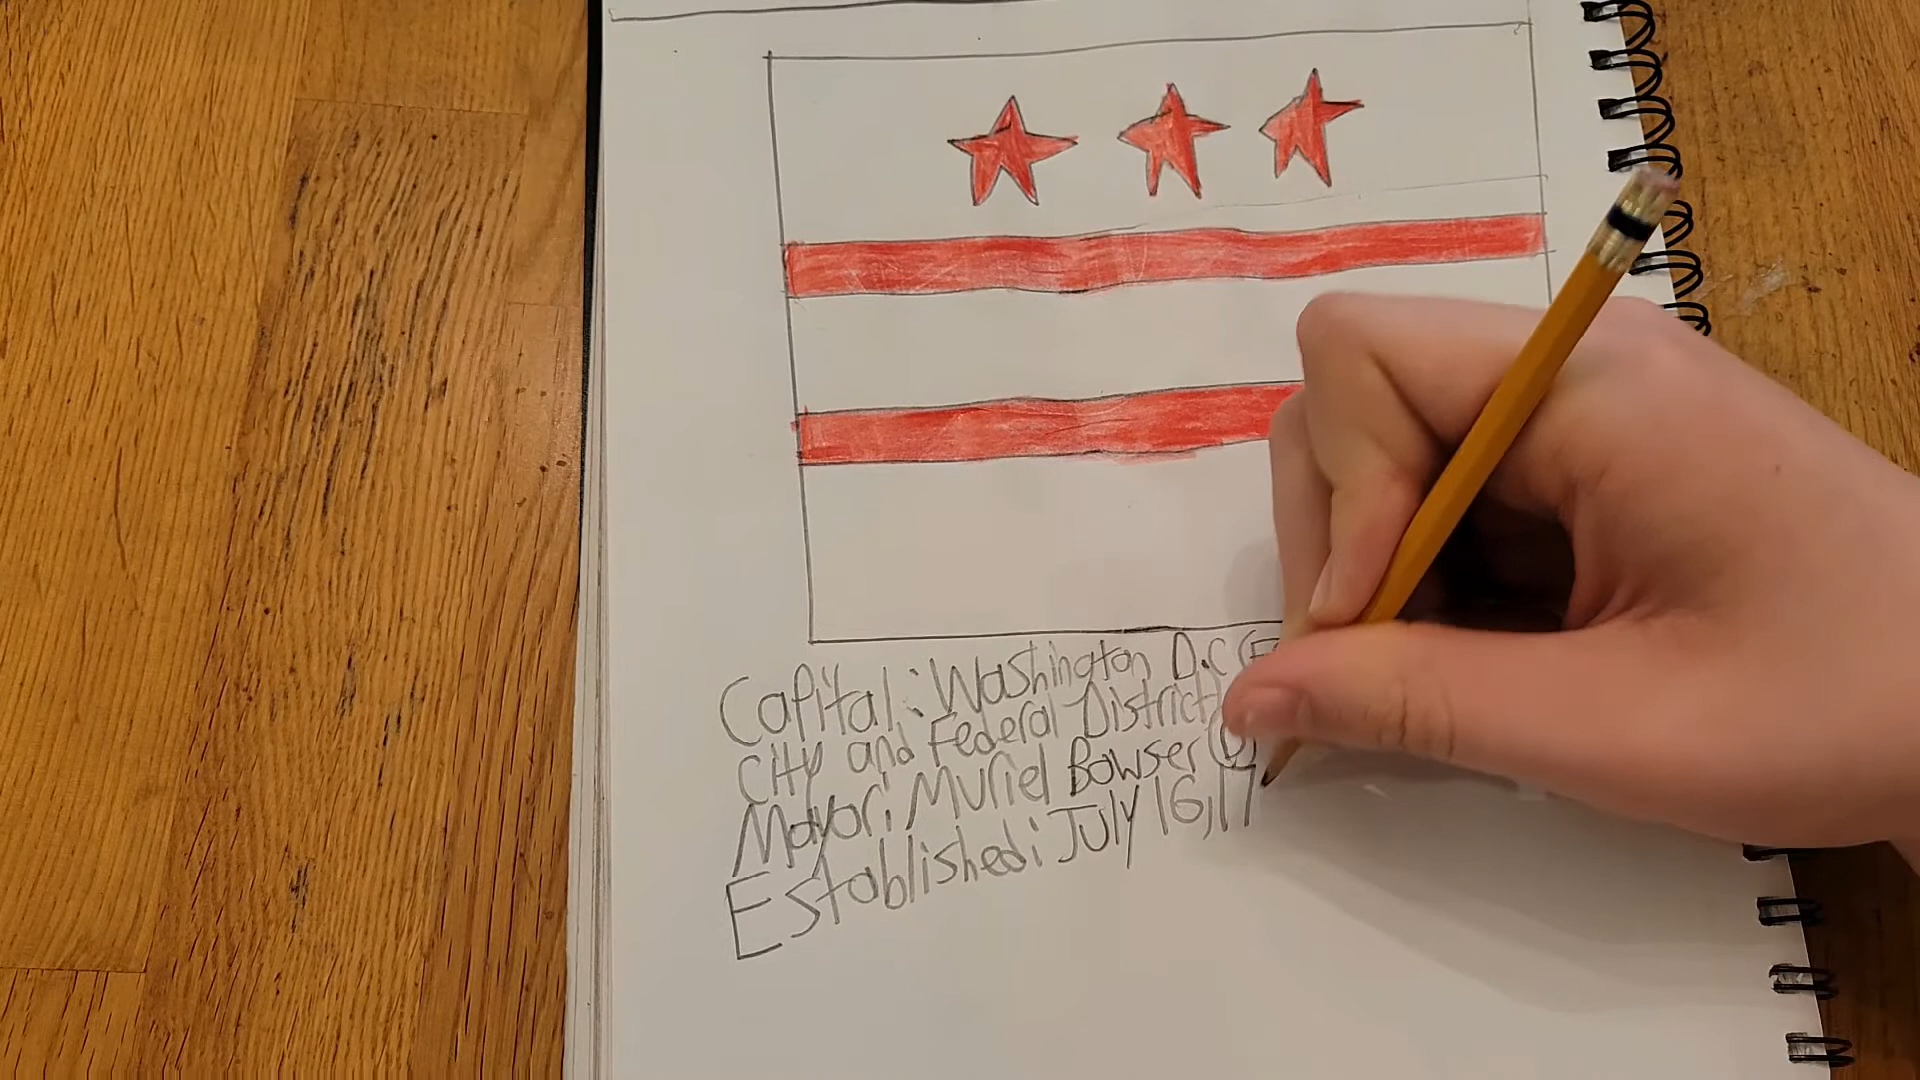 Capital: Washington D.C
City and Federal District
Mayor: Muriel Bowser (D)
Established: July 16, 17